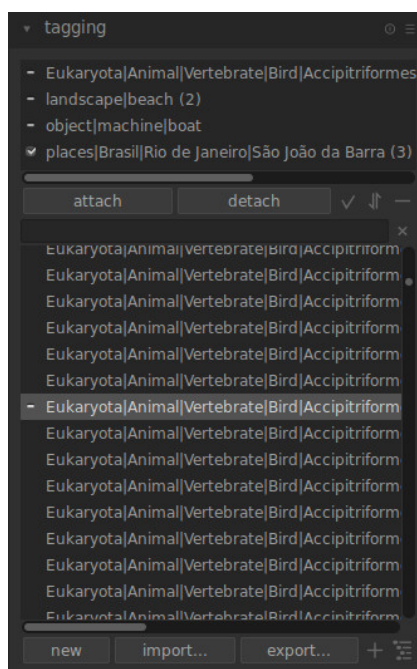 tagging
Eukaryota|Animal|Vertebrate|Bird|Accipitriformes
landscape|beach (2)
object|machine|boat
places|Brasil|Rio de Janeiro|São João da Barra (3)
attach detach
Eukaryota|Animal|Vertebrate|Bird|Accipitriform
Eukaryota|Animal|Vertebrate|Bird|Accipitriform
Eukaryota|Animal|Vertebrate|Bird|Accipitriform
Eukaryota|Animal|Vertebrate|Bird|Accipitriform
Eukaryota|Animal|Vertebrate|Bird|Accipitriform
Eukaryota|Animal|Vertebrate|Bird|Accipitriform
Eukaryota|Animal|Vertebrate|Bird|Accipitriforme
Eukaryota|Animal|Vertebrate|Bird|Accipitriform
Eukaryota|Animal|Vertebrate|Bird|Accipitriform
Eukaryota|Animal|Vertebrate|Bird|Accipitriform
Eukaryota|Animal|Vertebrate|Bird|Accipitriform
Eukaryota|Animal|Vertebrate|Bird|Accipitriform
Eukaryota|Animal|Vertebrate|Bird|Accipitriform
Eukaryota|Animal|Vertebrate|Bird|Accipitriform
Eukaryota|Animal|Vertebrate|Bird|Accipitriform
new import... export...